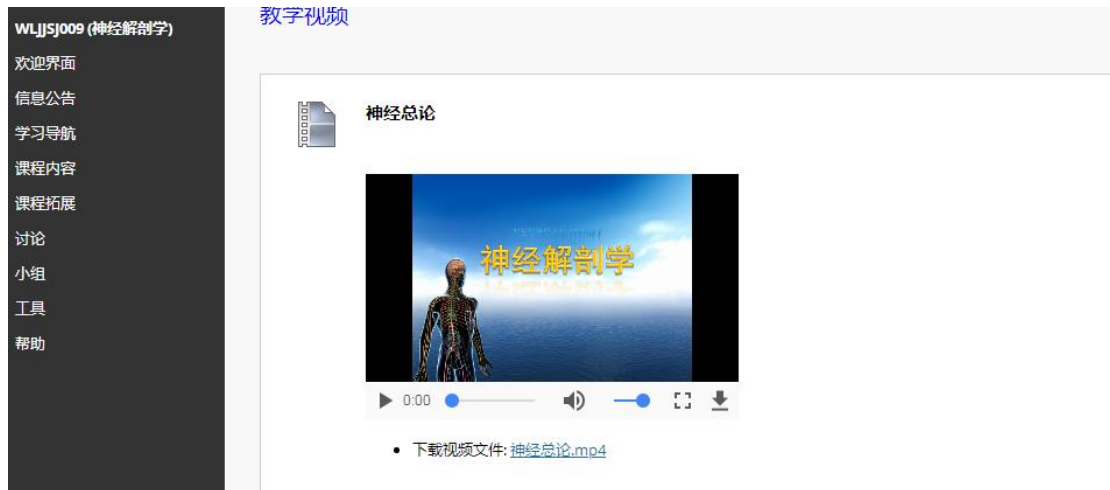 WLJJSJ009 (神经解剖学)
欢迎界面
信息公告
学习导航
课程内容
课程拓展
讨论
小组
工具
帮助
教学视频
神经总论
神经解剖学
0:00
下载视频文件: 神经总论.mp4